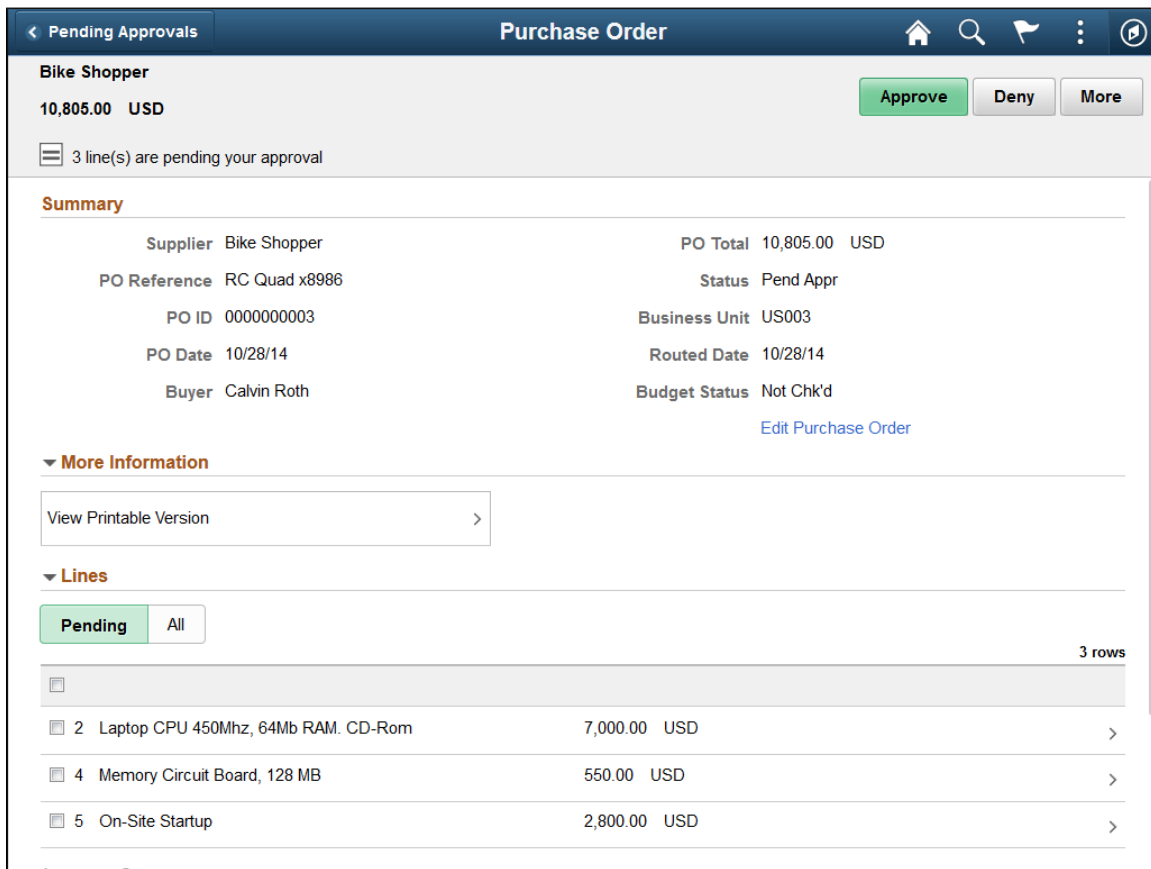 Pending Approvals
Purchase Order
Bike Shopper
10,805.00 USD
Approve
Deny
More
3 line(s) are pending your approval
Summary
Supplier Bike Shopper
PO Total 10,805.00 USD
PO Reference RC Quad x8986
Status Pend Appr
PO ID 0000000003
Business Unit US003
PO Date 10/28/14
Routed Date 10/28/14
Buyer Calvin Roth
Budget Status Not Chk'd
Edit Purchase Order
More Information
View Printable Version
Lines
Pending
All
3 rows
2 Laptop CPU 450Mhz, 64Mb RAM. CD-Rom 7,000.00 USD
4 Memory Circuit Board, 128 MB 550.00 USD
5 On-Site Startup 2,800.00 USD